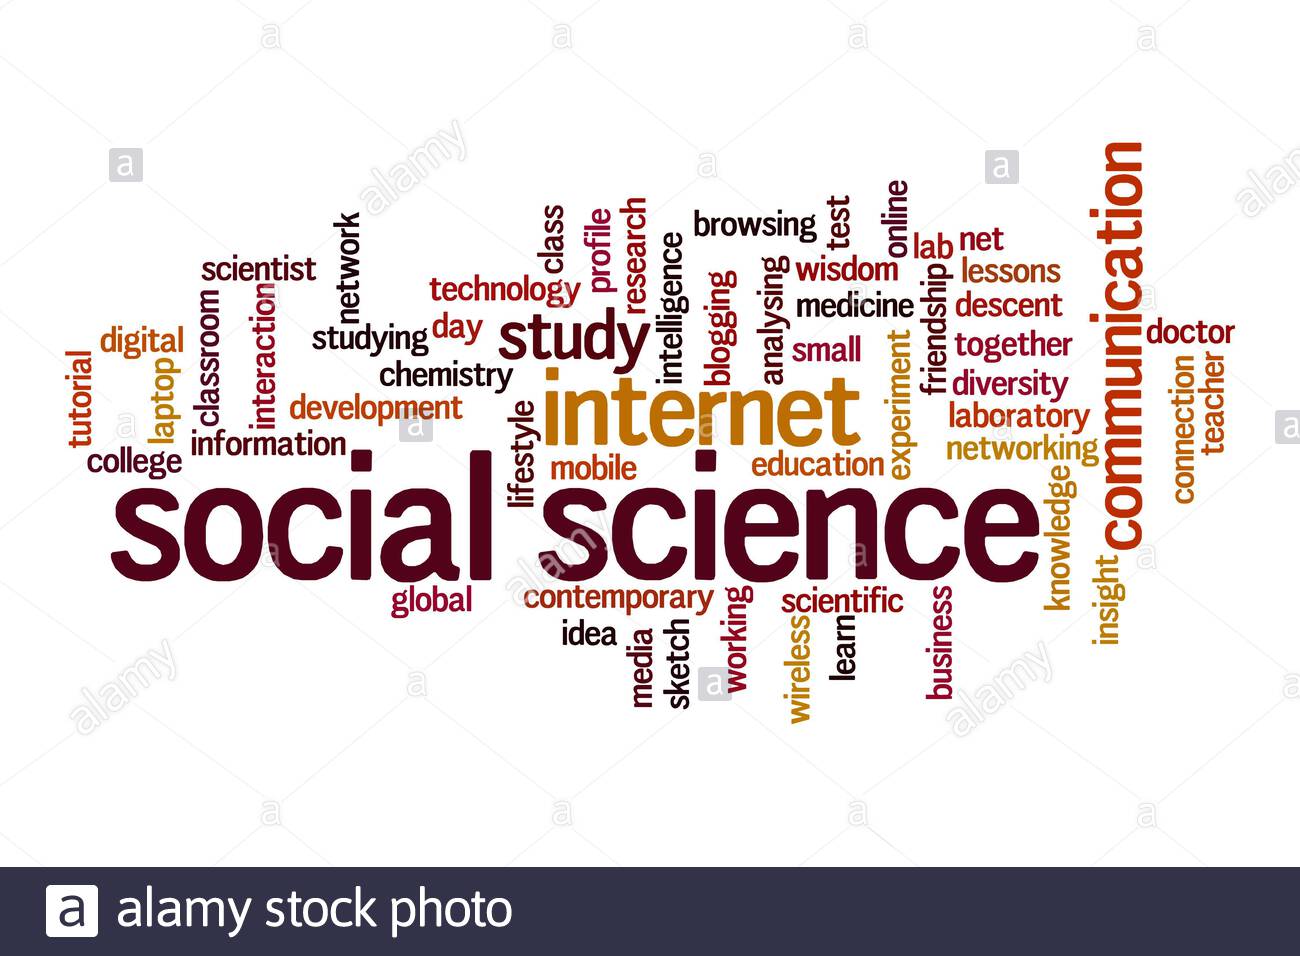 communication
online
test
browsing
research
class
profile
network
net
lab
intelligence
lessons
wisdom
scientist
technology
blogging
analysing
medicine
friendship
descent
interaction
classroom
study
day
studying
doctor
digital
together
small
experiment
tutorial
laptop
chemistry
internet
diversity
connection
teacher
development
laboratory
lifestyle
information
networking
college
mobile
education
knowledge
social science
insight
global
contemporary
working
scientific
business
idea
media
sketch
wireless
learn
a alamy stock photo
a
alamy